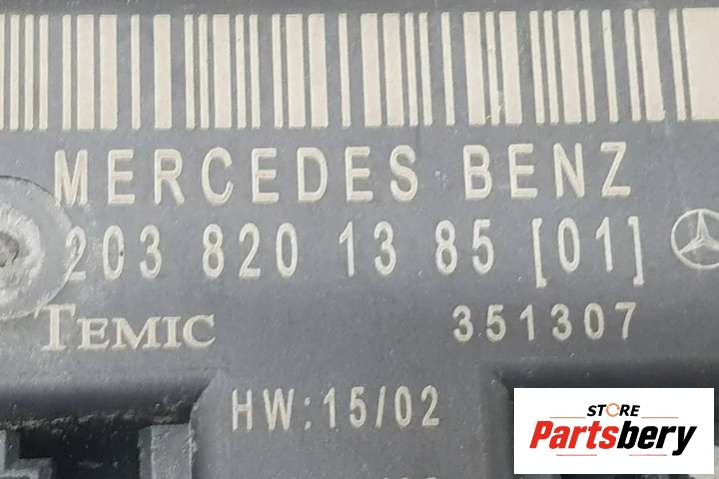 MERCEDES BENZ
203 820 13 85 [01]
TEMIC 351307
HW:15/02
STORE
Partsbery